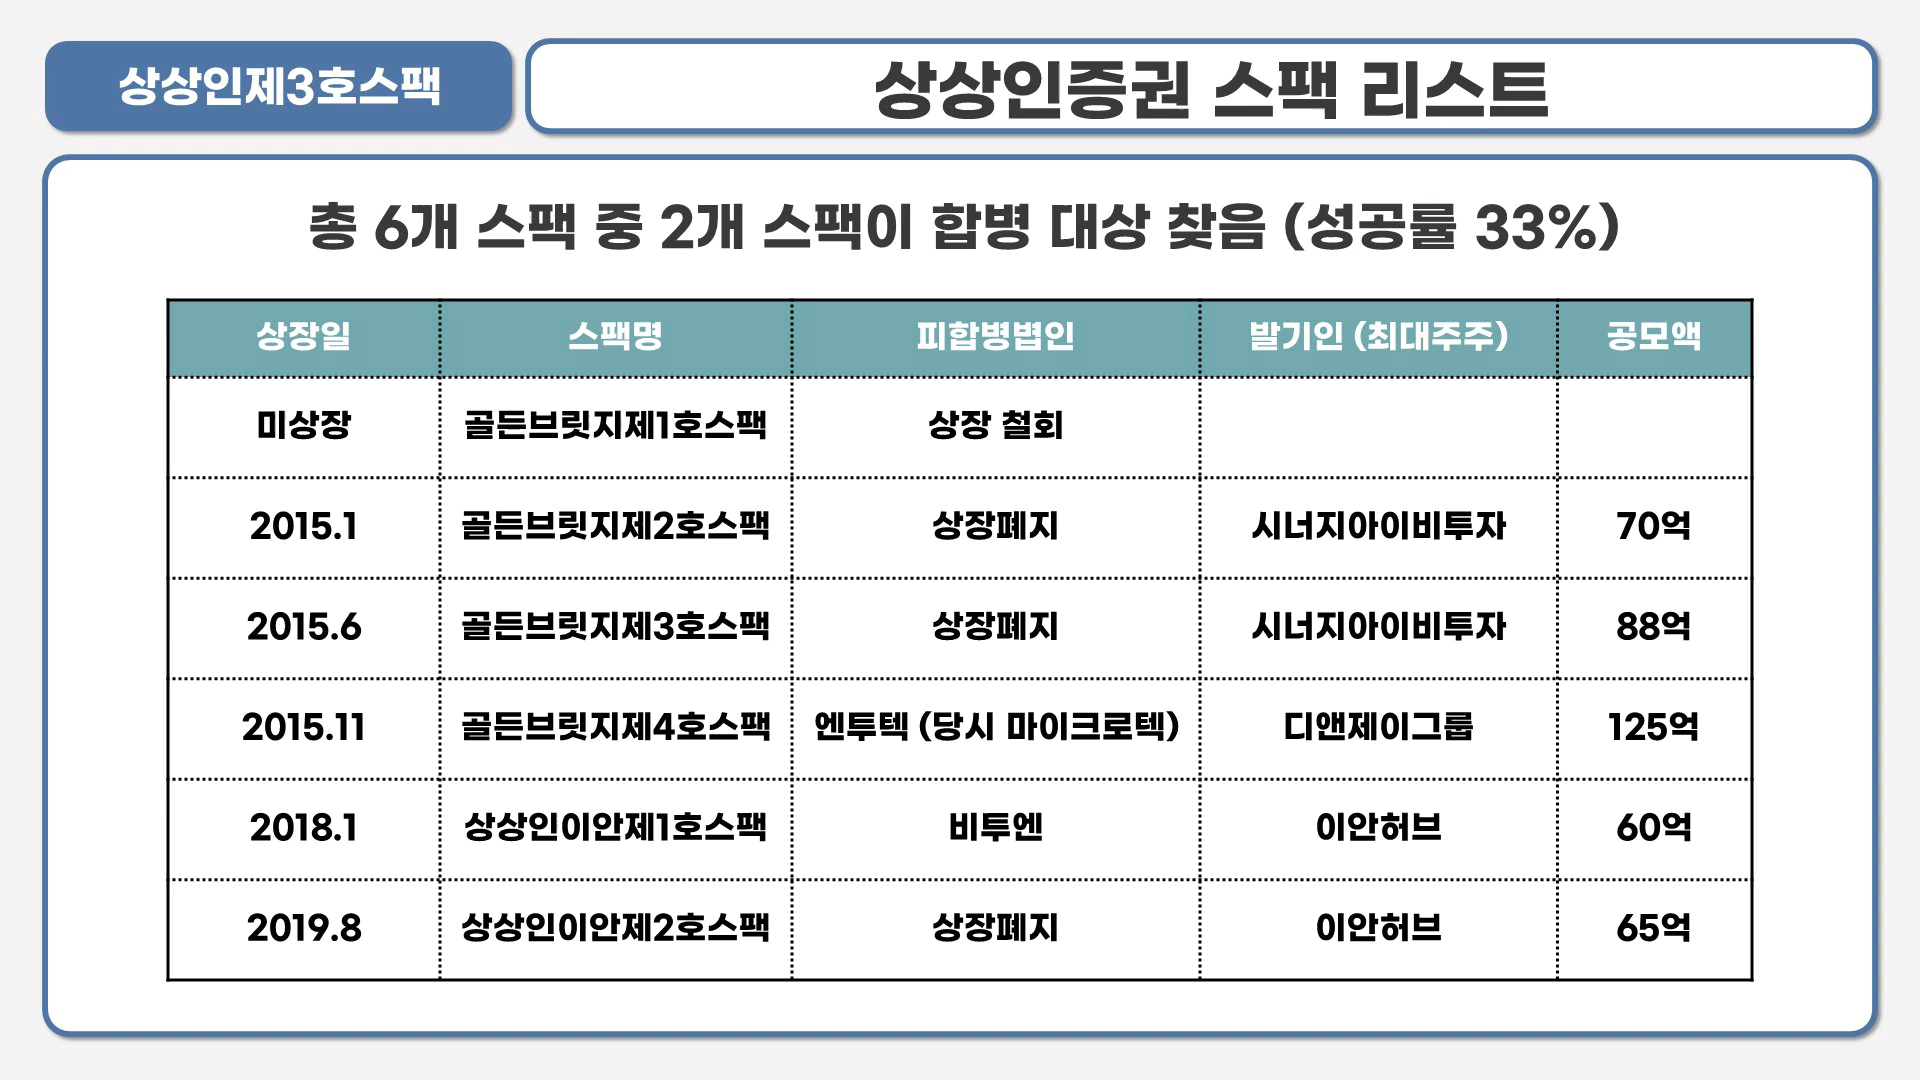 상상인제3호스팩
상상인증권 스팩 리스트
총 6개 스팩 중 2개 스팩이 합병 대상 찾음 (성공률 33%)
상장일 스팩명 피합병볍인 발기인 (최대주주) 공모액
미상장 골든브릿지제1호스팩 상장 철회
2015.1 골든브릿지제2호스팩 상장폐지 시너지아이비투자 70억
2015.6 골든브릿지제3호스팩 상장폐지 시너지아이비투자 88억
2015.11 골든브릿지제4호스팩 엔투텍 (당시 마이크로텍) 디앤제이그룹 125억
2018.1 상상인이안제1호스팩 비투엔 이안허브 60억
2019.8 상상인이안제2호스팩 상장폐지 이안허브 65억